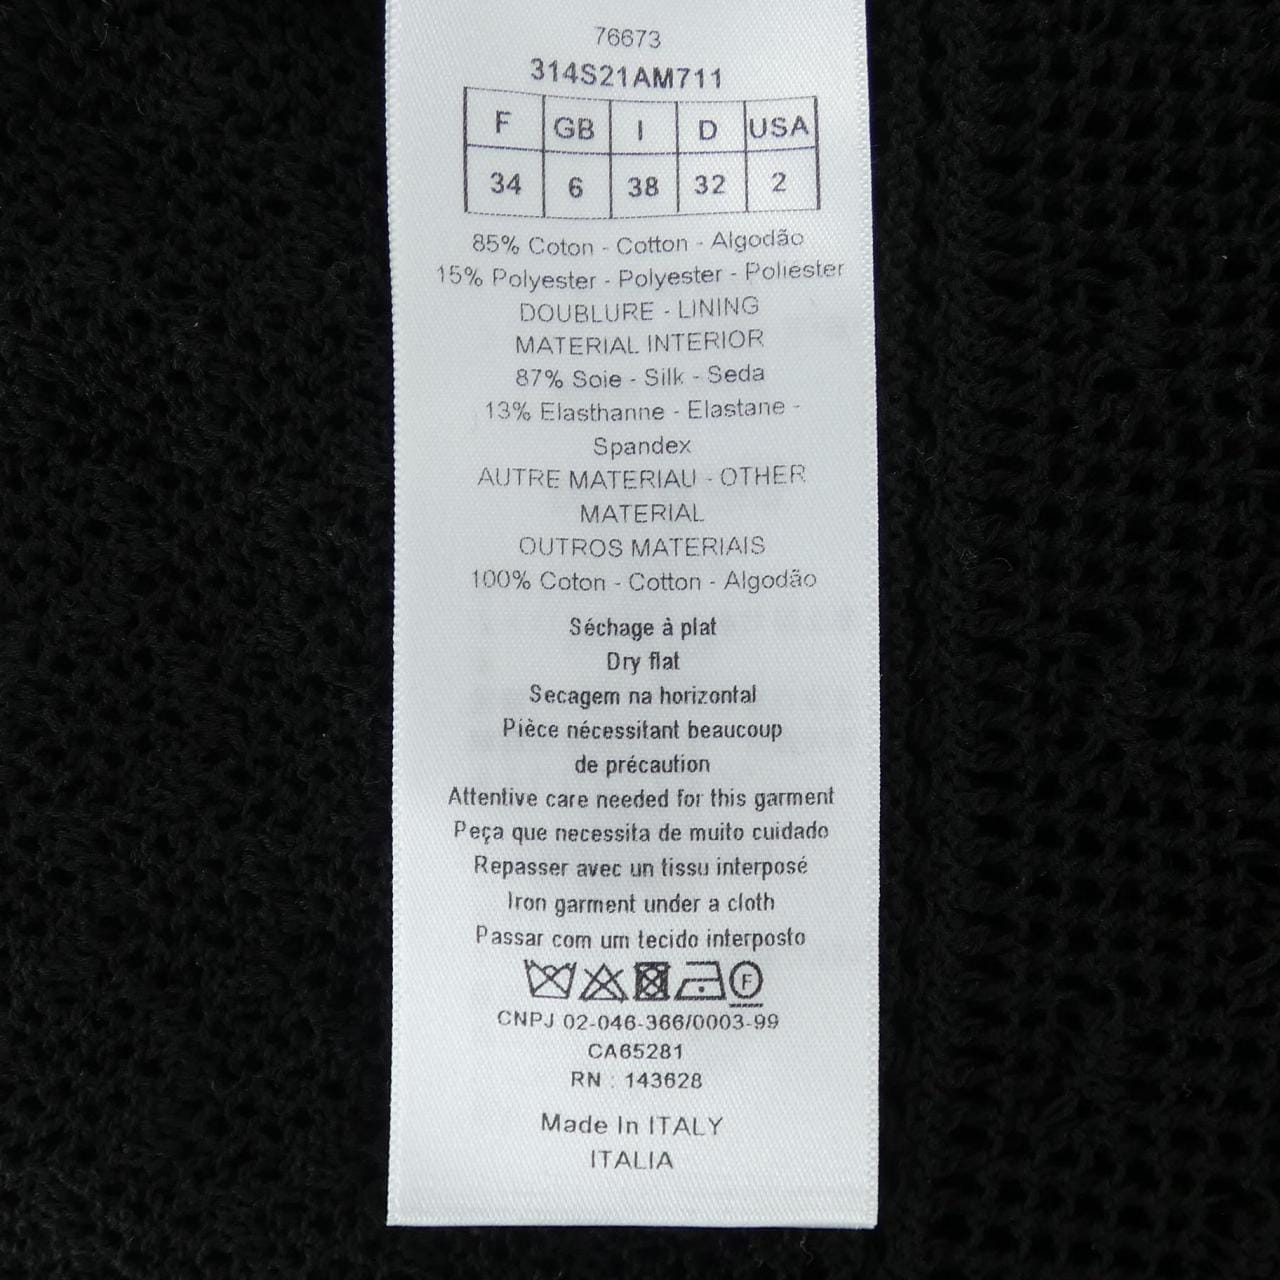 76673
314S21AM711
F GB I D USA
34 6 38 32 2
85% Coton - Cotton - Algodão
15% Polyester - Polyester - Poliéster
DOUBLURE - LINING
MATERIAL INTERIOR
87% Soie - Silk - Seda
13% Elasthanne - Elastane -
Spandex
AUTRE MATERIAU - OTHER
MATERIAL
OUTROS MATERIAIS
100% Coton - Cotton - Algodão
Séchage à plat
Dry flat
Secagem na horizontal
Pièce nécessitant beaucoup
de précaution
Attentive care needed for this garment
Peça que necessita de muito cuidado
Repasser avec un tissu interposé
Iron garment under a cloth
Passar com um tecido interposto
F
CNPJ 02-046-366/0003-99
CA65281
RN : 143628
Made In ITALY
ITALIA